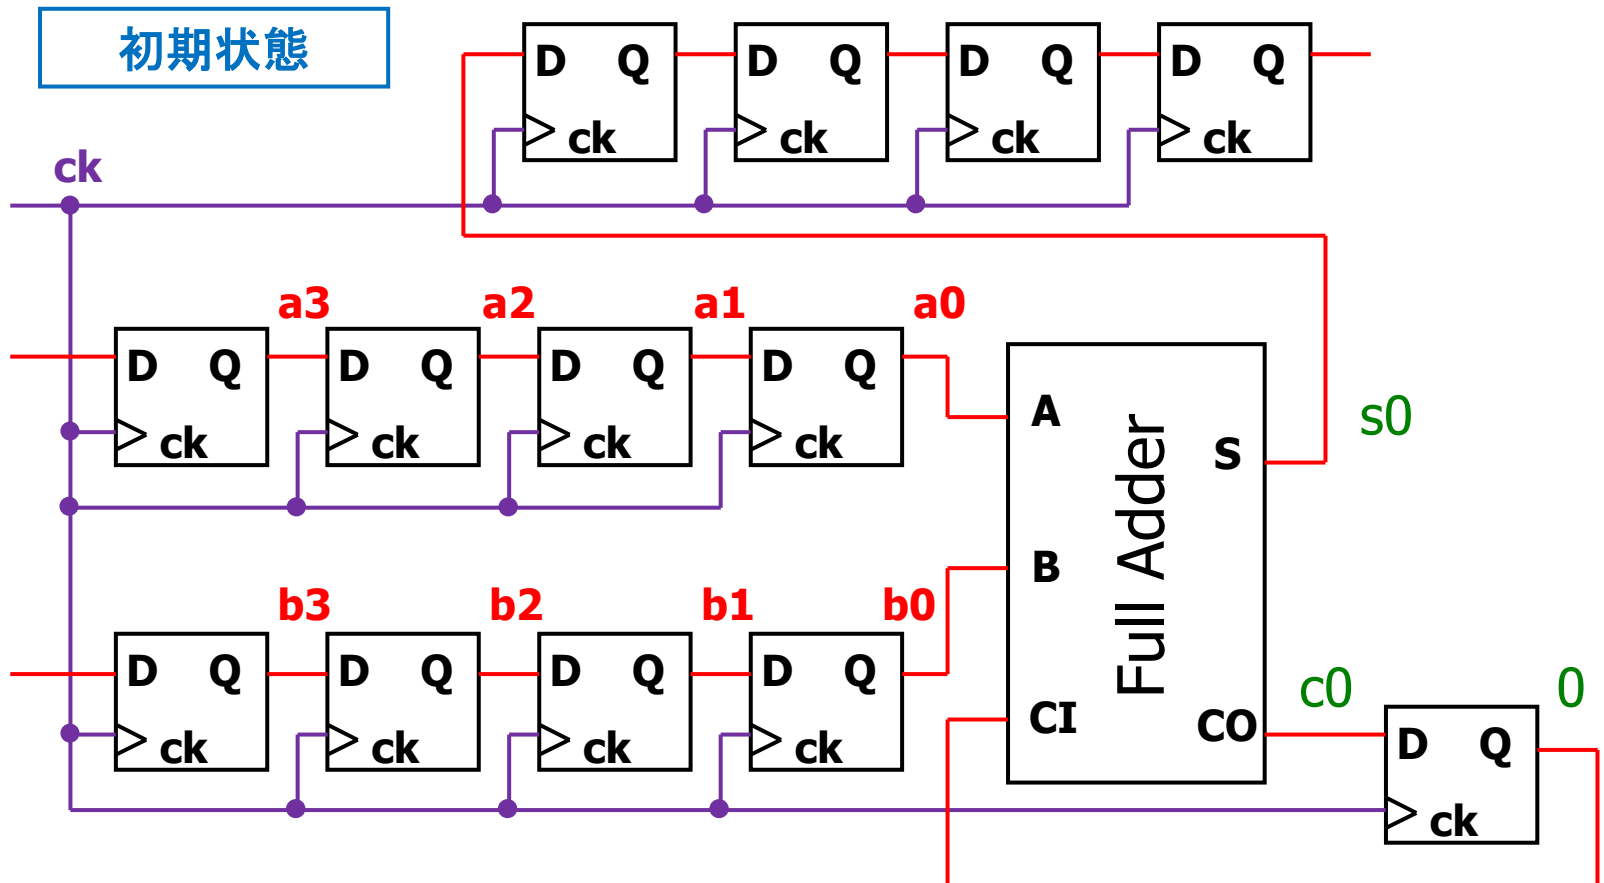 初期状態
D Q D Q D Q D Q
ck ck ck ck
ck
a3 a2 a1 a0
D Q D Q D Q D Q
ck ck ck ck
A
S
s0
Full Adder
B
b3 b2 b1 b0
D Q D Q D Q D Q
ck ck ck ck
CI
CO
c0 0
D Q
ck